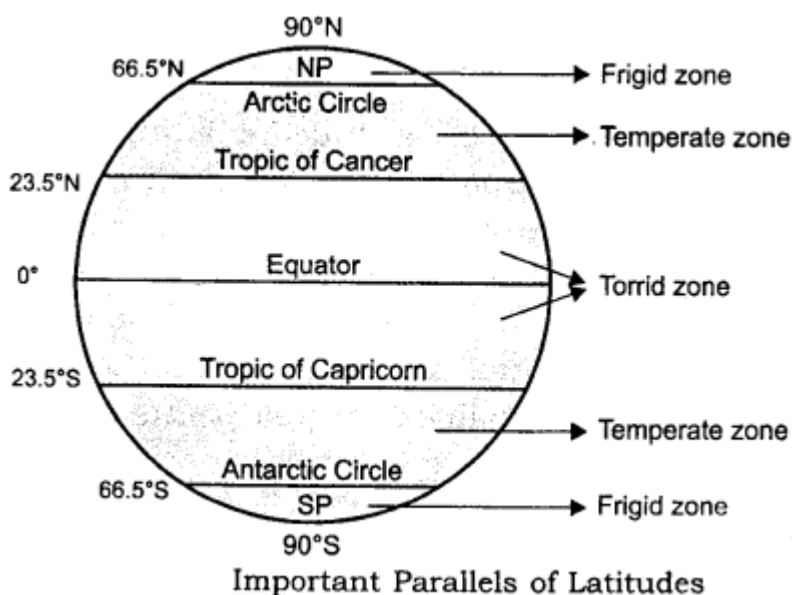 90°N
66.5°N
NP
Frigid zone
Arctic Circle
Temperate zone
Tropic of Cancer
23.5°N
Equator
0°
Torrid zone
Tropic of Capricorn
23.5°S
Temperate zone
Antarctic Circle
66.5°S
SP
Frigid zone
90°S
Important Parallels of Latitudes